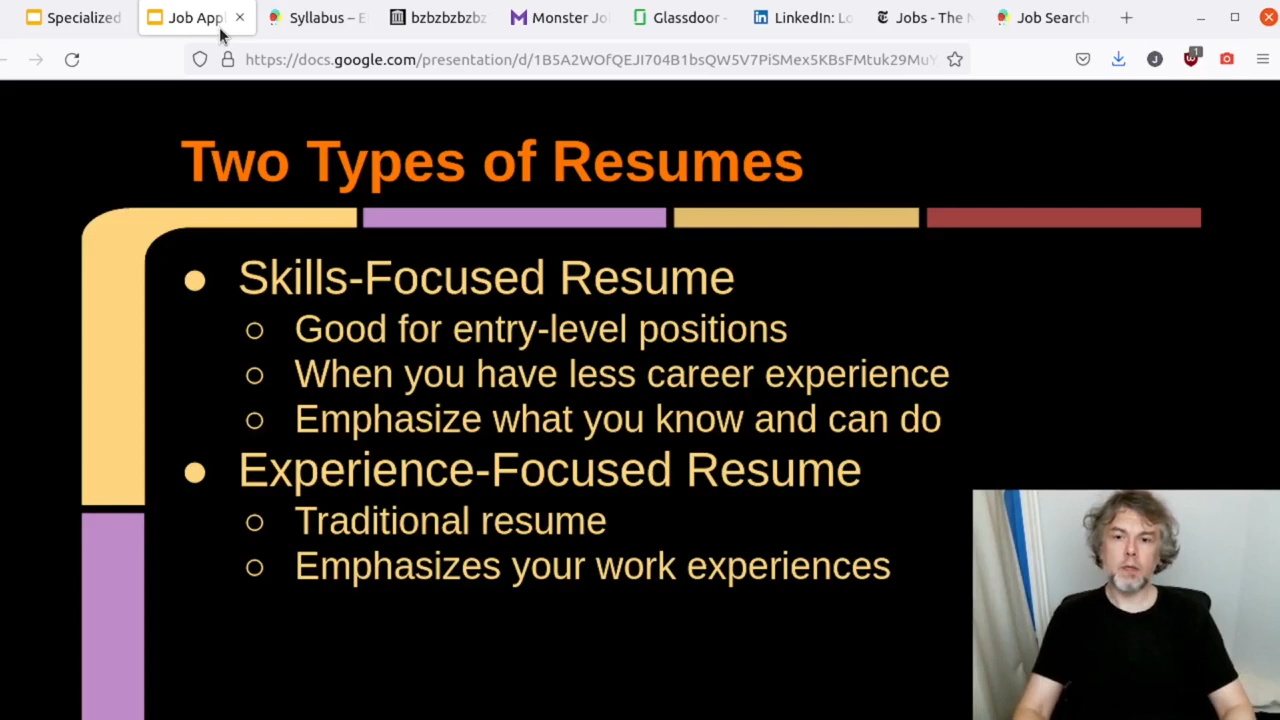 Specialized
Job Appl
Syllabus – E
bzbzbzbzbz
Monster Jo
Glassdoor -
LinkedIn: Lo
Jobs - The N
Job Search
https://docs.google.com/presentation/d/1B5A2WOfQEJI704B1bsQW5V7PiSMex5KBsFMtuk29MuY
1
Two Types of Resumes
● Skills-Focused Resume
○ Good for entry-level positions
○ When you have less career experience
○ Emphasize what you know and can do
● Experience-Focused Resume
○ Traditional resume
○ Emphasizes your work experiences